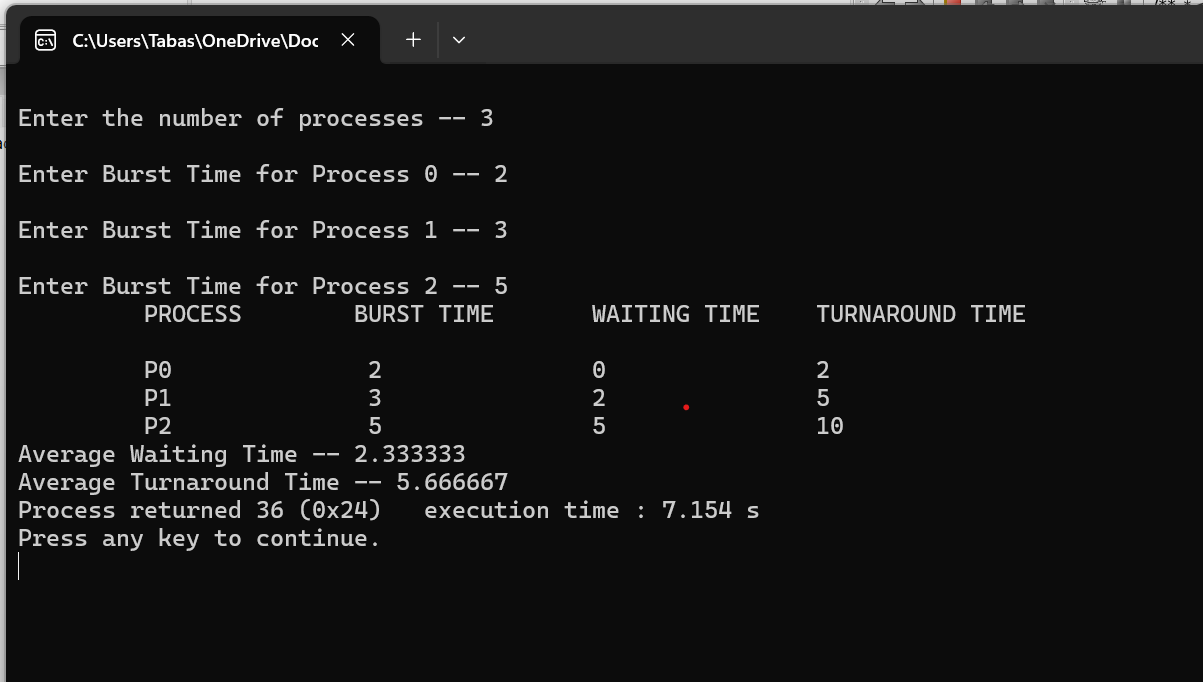 C:\Users\Tabas\OneDrive\Doc
Enter the number of processes -- 3
Enter Burst Time for Process 0 -- 2
Enter Burst Time for Process 1 -- 3
Enter Burst Time for Process 2 -- 5
PROCESS BURST TIME WAITING TIME TURNAROUND TIME
P0 2 0 2
P1 3 2 5
P2 5 5 10
Average Waiting Time -- 2.333333
Average Turnaround Time -- 5.666667
Process returned 36 (0x24) execution time : 7.154 s
Press any key to continue.